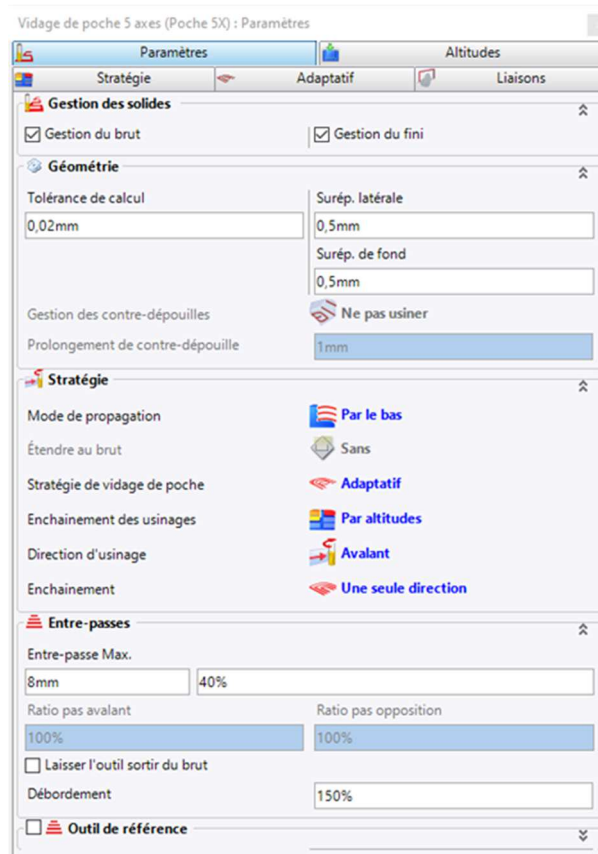 Vidage de poche 5 axes (Poche 5X) : Paramètres
Paramètres Altitudes
Stratégie Adaptatif Liaisons
Gestion des solides
Gestion du brut Gestion du fini
Géométrie
Tolérance de calcul Surép. latérale
0,02mm 0,5mm
Surép. de fond
0,5mm
Gestion des contre-dépouilles Ne pas usiner
Prolongement de contre-dépouille 1mm
Stratégie
Mode de propagation Par le bas
Étendre au brut Sans
Stratégie de vidage de poche Adaptatif
Enchainement des usinages Par altitudes
Direction d'usinage Avalant
Enchainement Une seule direction
Entre-passes
Entre-passe Max.
8mm 40%
Ratio pas avalant Ratio pas opposition
100% 100%
Laisser l'outil sortir du brut
Débordement 150%
Outil de référence